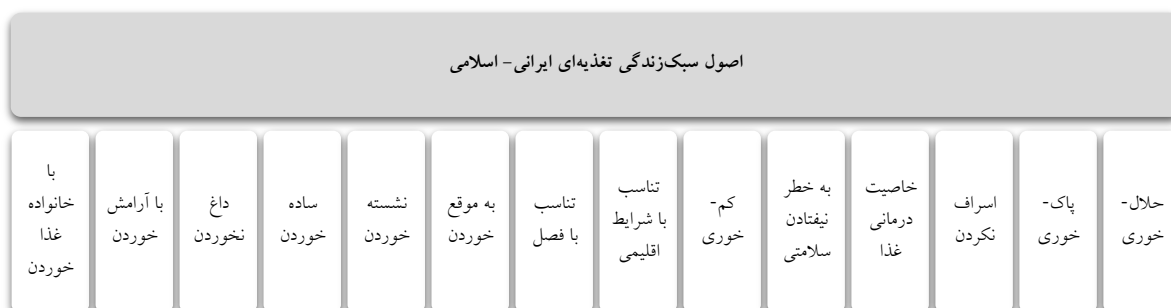 اصول سبک‌زندگی تغذیه‌ای ایرانی- اسلامی
حلال-
خوری
پاک-
خوری
اسراف
نکردن
خاصیت
درمانی
غذا
به خطر
نیفتادن
سلامتی
کم-
خوری
تناسب
با شرایط
اقلیمی
تناسب
با فصل
به موقع
خوردن
نشسته
خوردن
ساده
خوردن
داغ
نخوردن
با آرامش
خوردن
با
خانواده
غذا
خوردن